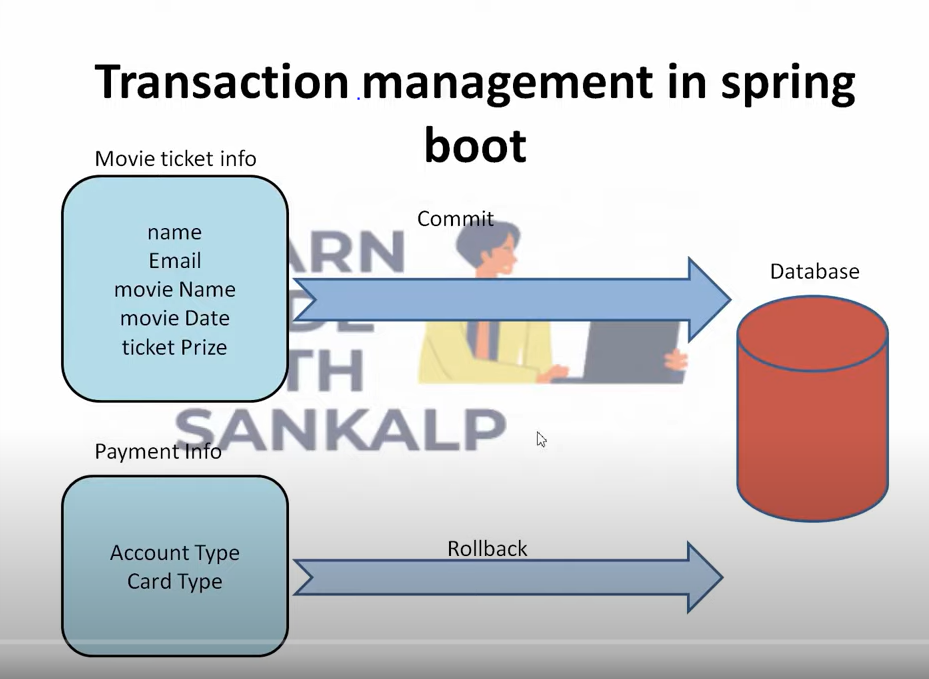 Transaction management in spring
boot
Movie ticket info
name
Email
movie Name
movie Date
ticket Prize
Commit
Database
ARN
DE
TH
SANKALP
Payment Info
Account Type
Card Type
Rollback